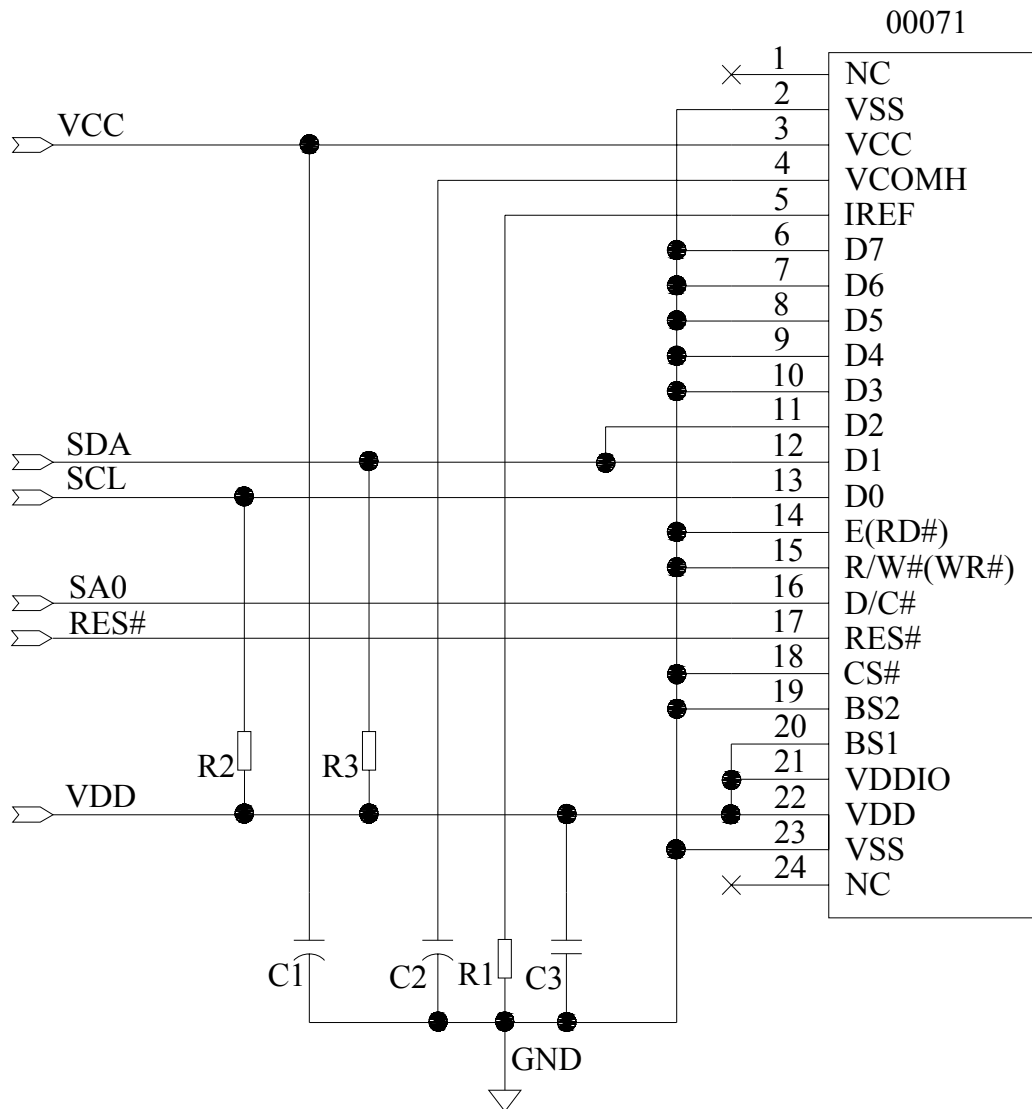 00071
1 NC
2 VSS
VCC 3 VCC
4 VCOMH
5 IREF
6 D7
7 D6
8 D5
9 D4
10 D3
11 D2
SDA 12 D1
SCL 13 D0
14 E(RD#)
15 R/W#(WR#)
SA0 16 D/C#
RES# 17 RES#
18 CS#
19 BS2
20 BS1
R2 R3 21 VDDIO
VDD 22 VDD
23 VSS
24 NC
C1 C2 R1 C3
GND